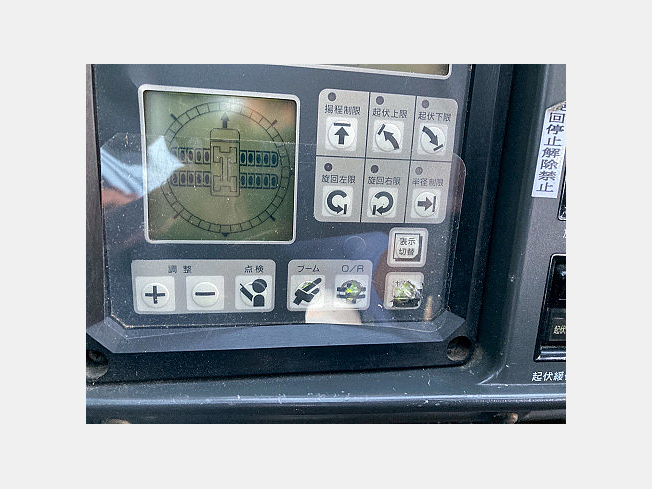 揚程制限 起伏上限 起伏下限
旋回左限 旋回右限 半径制限
表示
切替
調整 点検 ブーム O/R
回停止解除禁止
起伏緩